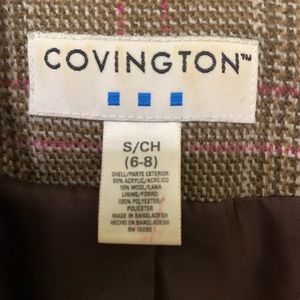 COVINGTON™
S/CH
(6-8)
SHELL/PARTE EXTERIOR
90% ACRYLIC/ACRILICO
10% WOOL/LANA
LINING/FORRO
100% POLYESTER/
POLIESTER
MADE IN BANGLADESH
HECHO EN BANGLADESH
RN 15099